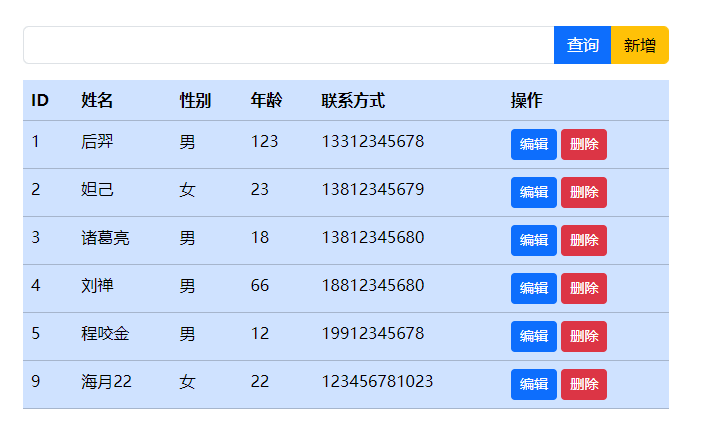 查询 新增
ID 姓名 性别 年龄 联系方式 操作
1 后羿 男 123 13312345678 编辑 删除
2 妲己 女 23 13812345679 编辑 删除
3 诸葛亮 男 18 13812345680 编辑 删除
4 刘禅 男 66 18812345680 编辑 删除
5 程咬金 男 12 19912345678 编辑 删除
9 海月22 女 22 123456781023 编辑 删除